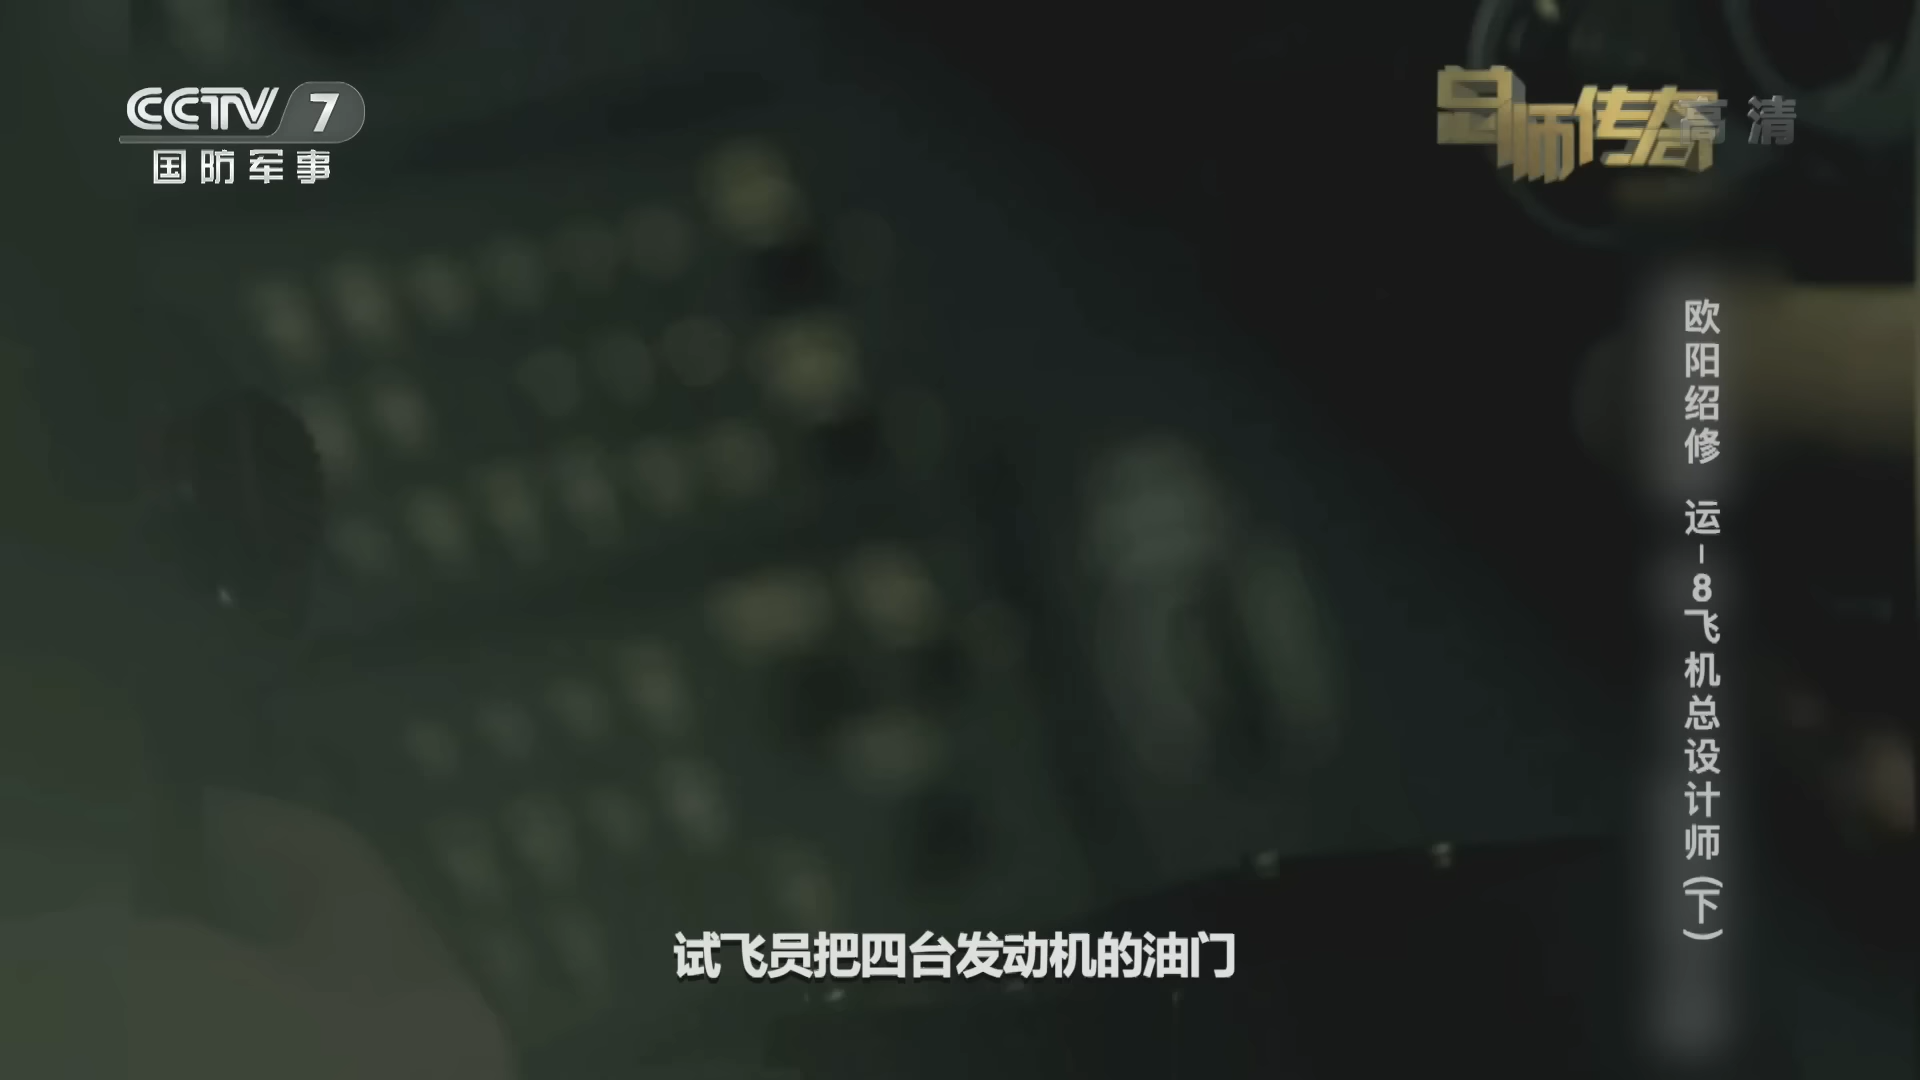 CCTV 7
国防军事
总师传奇
高清
欧阳绍修 运-8飞机总设计师(下)
试飞员把四台发动机的油门